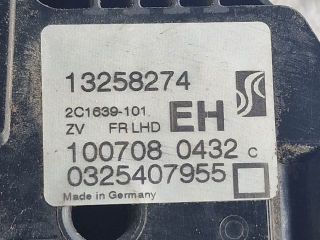 13258274
2C1639-101
ZV FR LHD EH
100708 0432 C
0325407955
Made in Germany